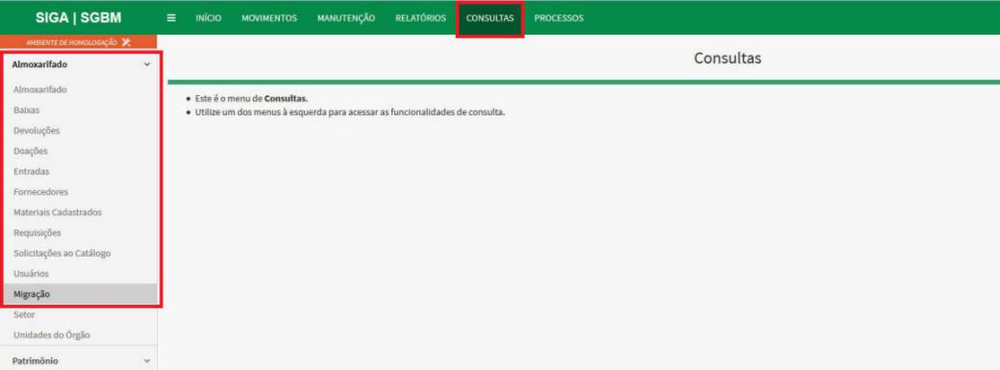 SIGA | SGBM
INÍCIO MOVIMENTOS MANUTENÇÃO RELATÓRIOS CONSULTAS PROCESSOS
AMBIENTE DE HOMOLOGAÇÃO
Almoxarifado
Almoxarifado
Baixas
Devoluções
Doações
Entradas
Fornecedores
Materiais Cadastrados
Requisições
Solicitações ao Catálogo
Usuários
Migração
Setor
Unidades do Órgão
Patrimônio
Consultas
• Este é o menu de Consultas.
• Utilize um dos menus à esquerda para acessar as funcionalidades de consulta.